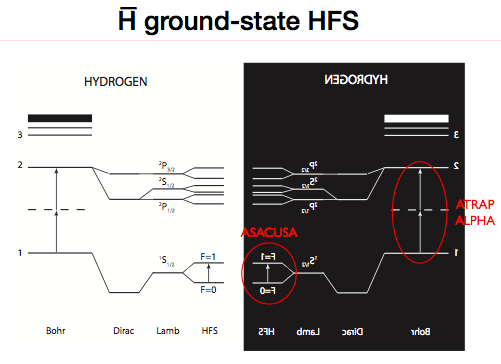 H̅ ground-state HFS
HYDROGEN
3
2
1
²P₃/₂
²S₁/₂
²P₁/₂
¹S₁/₂
F=1
F=0
Bohr Dirac Lamb HFS
HYDROGEN
3
2
1
²P₃/₂
²S₁/₂
²P₁/₂
¹S₁/₂
F=1
F=0
ASACUSA
ATRAP
ALPHA
HFS Lamb Dirac Bohr